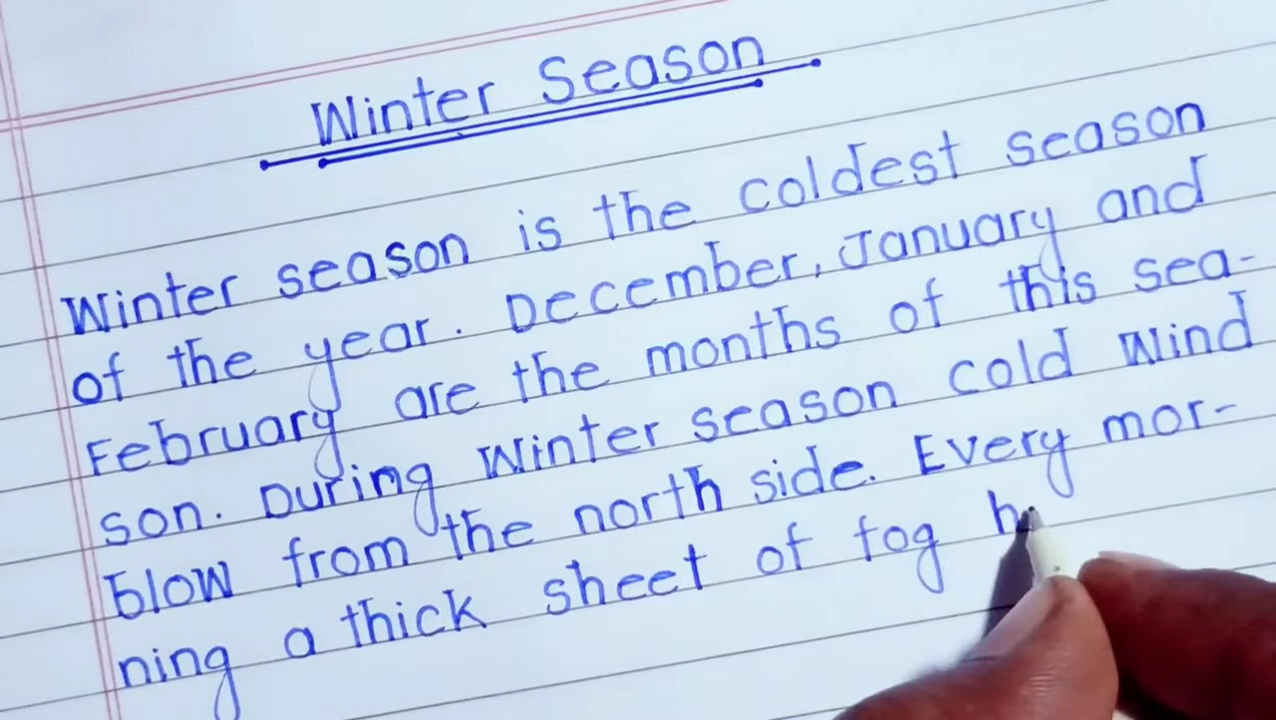 Winter Season
Winter season is the coldest season
of the year. December, January and
February are the months of this sea-
son. During Winter season cold Wind
blow from the north side. Every mor-
ning a thick sheet of fog